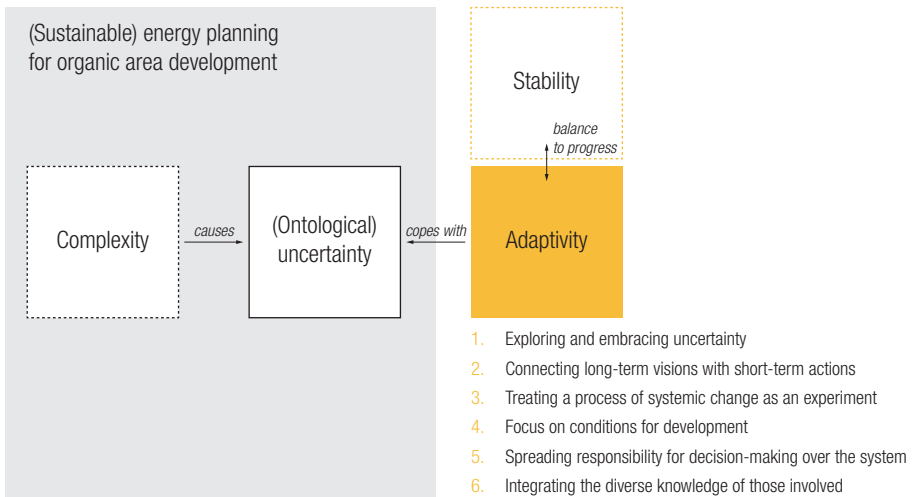 (Sustainable) energy planning
for organic area development
Stability
balance
to progress
Complexity
causes
(Ontological)
uncertainty
copes with
Adaptivity
1. Exploring and embracing uncertainty
2. Connecting long-term visions with short-term actions
3. Treating a process of systemic change as an experiment
4. Focus on conditions for development
5. Spreading responsibility for decision-making over the system
6. Integrating the diverse knowledge of those involved